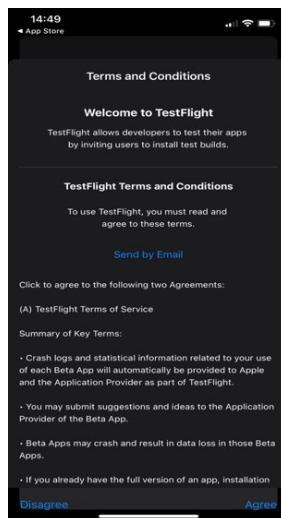 14:49
◀ App Store
Terms and Conditions
Welcome to TestFlight
TestFlight allows developers to test their apps
by inviting users to install test builds.
TestFlight Terms and Conditions
To use TestFlight, you must read and
agree to these terms.
Send by Email
Click to agree to the following two Agreements:
(A) TestFlight Terms of Service
Summary of Key Terms:
• Crash logs and statistical information related to your use
of each Beta App will automatically be provided to Apple
and the Application Provider as part of TestFlight.
• You may submit suggestions and ideas to the Application
Provider of the Beta App.
• Beta Apps may crash and result in data loss in those Beta
Apps.
• If you already have the full version of an app, installation
Disagree
Agree